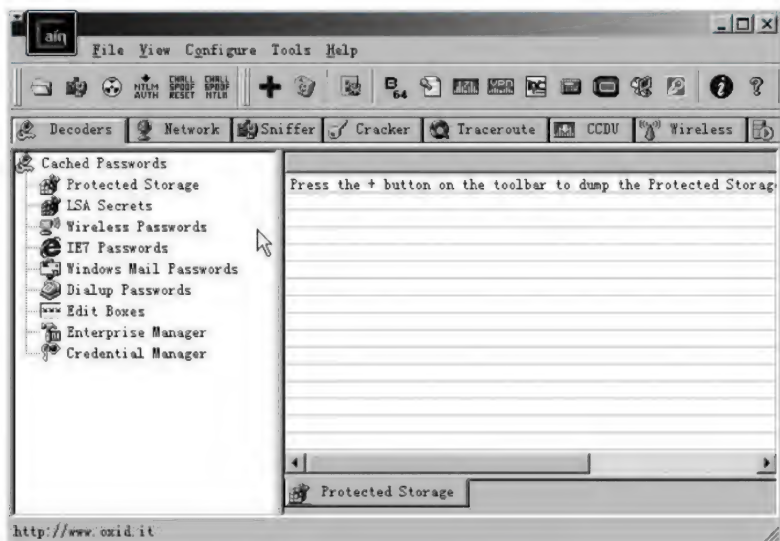 ain
File View Configure Tools Help
NTLM AUTH CHALL SPOOF RESET CHALL SPOOF NTLM B 64
Decoders Network Sniffer Cracker Traceroute CCDU Wireless
Cached Passwords
Protected Storage
LSA Secrets
Wireless Passwords
IE7 Passwords
Windows Mail Passwords
Dialup Passwords
Edit Boxes
Enterprise Manager
Credential Manager
Press the + button on the toolbar to dump the Protected Storag
Protected Storage
http://www.oxid.it